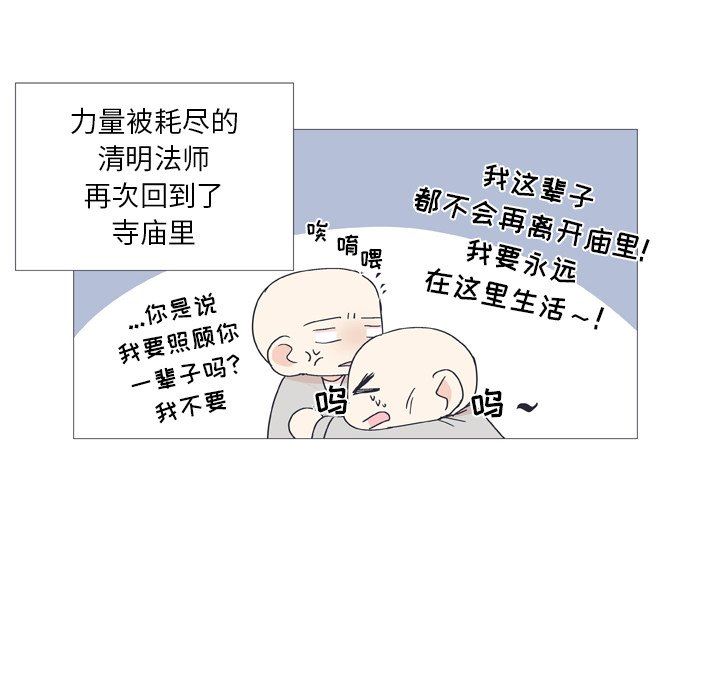 力量被耗尽的
清明法师
再次回到了
寺庙里
我这辈子
都不会再离开庙里！
我要永远
在这里生活～！
唉 唷 喂
…你是说
我要照顾你
一辈子吗？
我不要
呜 呜～